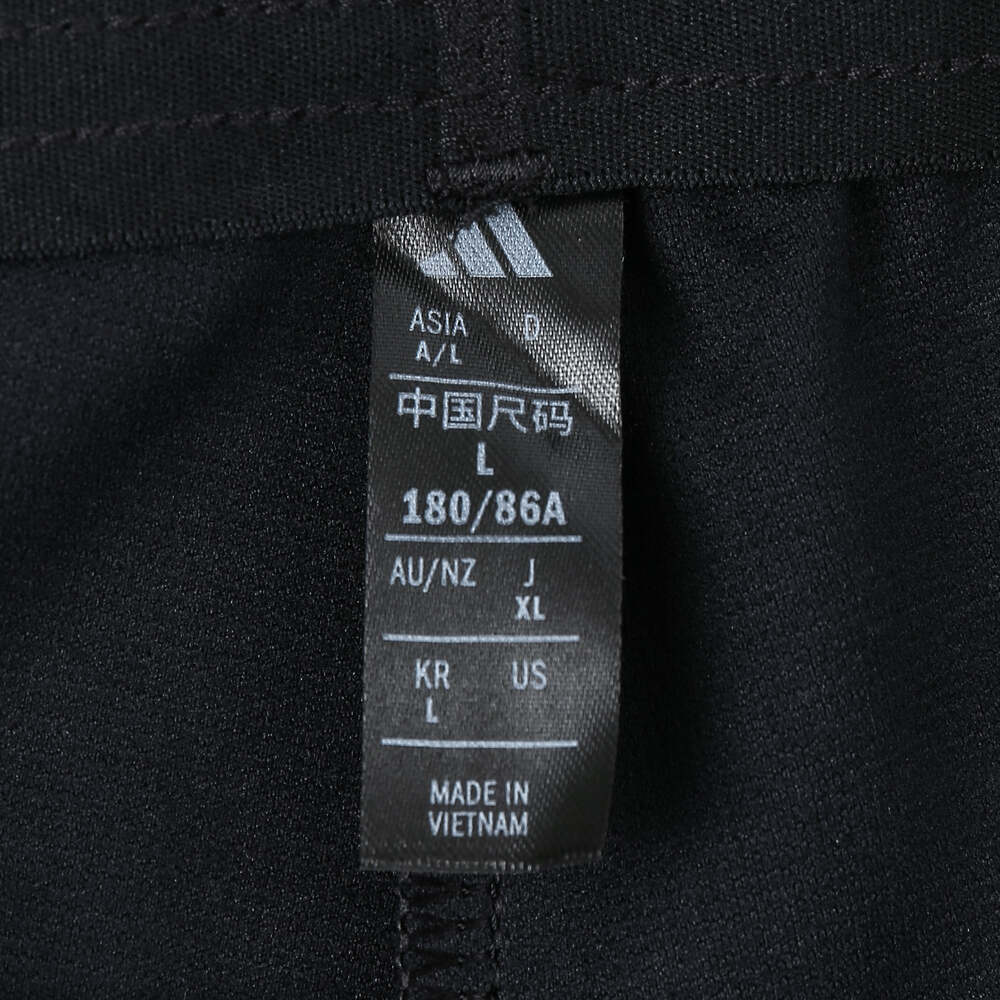 ASIA D
A/L
中国尺码
L
180/86A
AU/NZ J
XL
KR US
L
MADE IN
VIETNAM